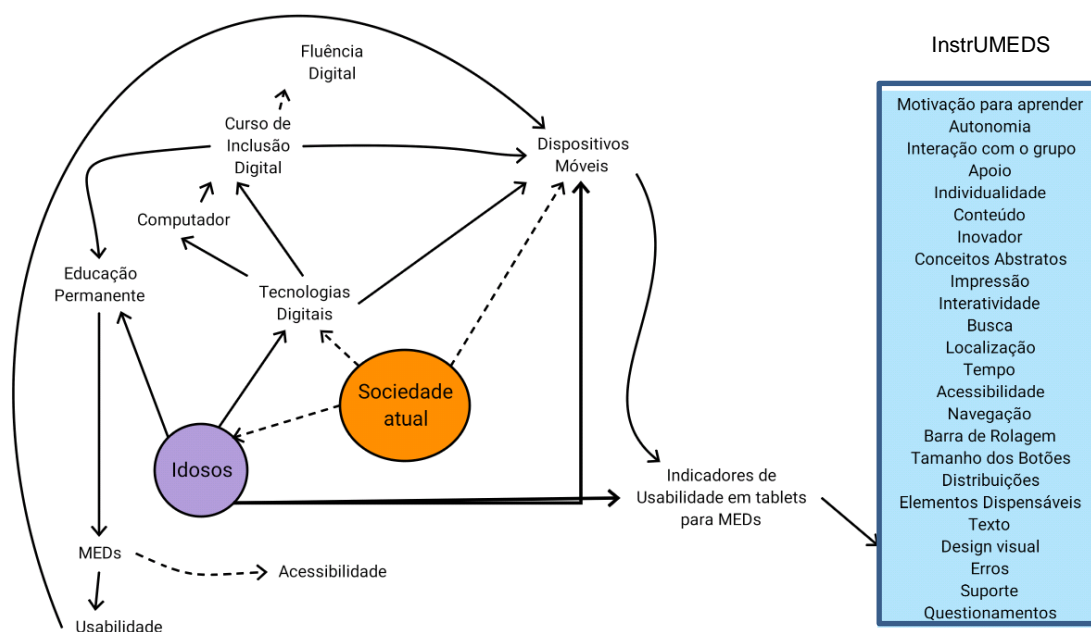 InstrUMEDS
Fluência
Digital
Curso de
Inclusão
Digital
Dispositivos
Móveis
Computador
Educação
Permanente
Tecnologias
Digitais
Sociedade
atual
Idosos
Indicadores de
Usabilidade em tablets
para MEDs
MEDs
Acessibilidade
Usabilidade
Motivação para aprender
Autonomia
Interação com o grupo
Apoio
Individualidade
Conteúdo
Inovador
Conceitos Abstratos
Impressão
Interatividade
Busca
Localização
Tempo
Acessibilidade
Navegação
Barra de Rolagem
Tamanho dos Botões
Distribuições
Elementos Dispensáveis
Texto
Design visual
Erros
Suporte
Questionamentos